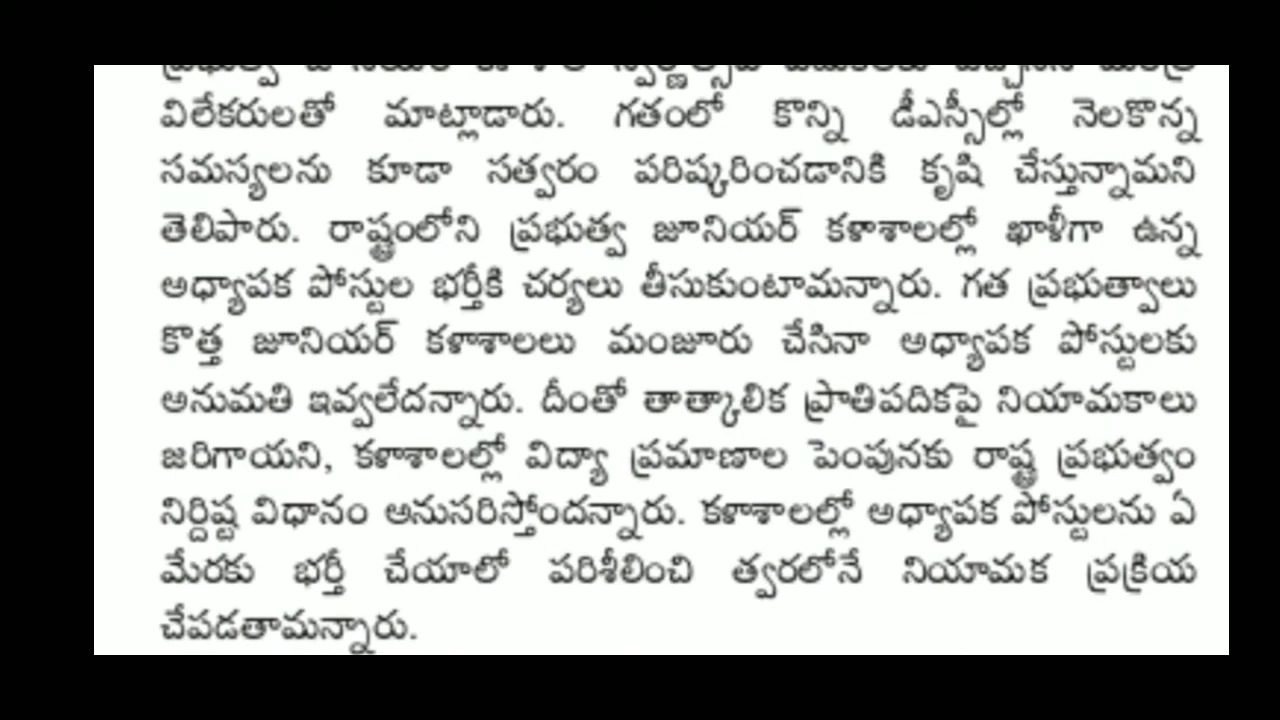 విలేకరులతో మాట్లాడారు. గతంలో కొన్ని డీఎస్సీల్లో నెలకొన్న
సమస్యలను కూడా సత్వరం పరిష్కరించడానికి కృషి చేస్తున్నామని
తెలిపారు. రాష్ట్రంలోని ప్రభుత్వ జూనియర్ కళాశాలల్లో ఖాళీగా ఉన్న
అధ్యాపక పోస్టుల భర్తీకి చర్యలు తీసుకుంటామన్నారు. గత ప్రభుత్వాలు
కొత్త జూనియర్ కళాశాలలు మంజూరు చేసినా అధ్యాపక పోస్టులకు
అనుమతి ఇవ్వలేదన్నారు. దీంతో తాత్కాలిక ప్రాతిపదికపై నియామకాలు
జరిగాయని, కళాశాలల్లో విద్యా ప్రమాణాల పెంపునకు రాష్ట్ర ప్రభుత్వం
నిర్దిష్ట విధానం అనుసరిస్తోందన్నారు. కళాశాలల్లో అధ్యాపక పోస్టులను ఏ
మేరకు భర్తీ చేయాలో పరిశీలించి త్వరలోనే నియామక ప్రక్రియ
చేపడతామన్నారు.